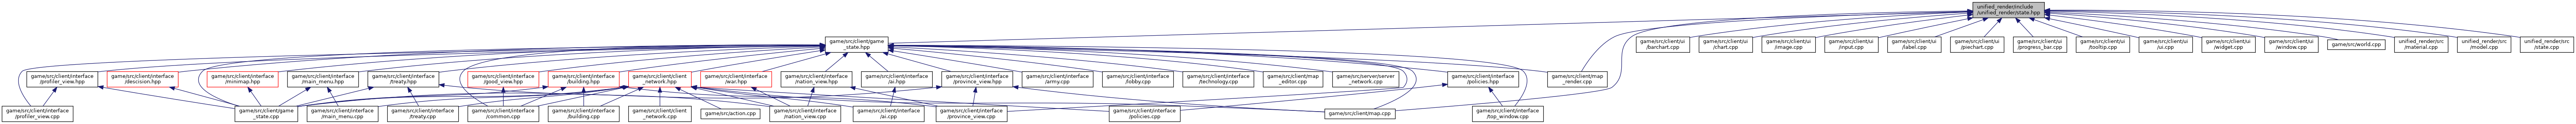 unified_render/include
/unified_render/state.hpp
game/src/client/game
_state.hpp
game/src/client/ui
/barchart.cpp
game/src/client/ui
/chart.cpp
game/src/client/ui
/image.cpp
game/src/client/ui
/input.cpp
game/src/client/ui
/label.cpp
game/src/client/ui
/piechart.cpp
game/src/client/ui
/progress_bar.cpp
game/src/client/ui
/tooltip.cpp
game/src/client/ui
/ui.cpp
game/src/client/ui
/widget.cpp
game/src/client/ui
/window.cpp
game/src/world.cpp
unified_render/src
/material.cpp
unified_render/src
/model.cpp
unified_render/src
/state.cpp
game/src/client/interface
/profiler_view.hpp
game/src/client/interface
/descision.hpp
game/src/client/interface
/minimap.hpp
game/src/client/interface
/main_menu.hpp
game/src/client/interface
/treaty.hpp
game/src/client/interface
/good_view.hpp
game/src/client/interface
/building.hpp
game/src/client/client
_network.hpp
game/src/client/interface
/war.hpp
game/src/client/interface
/nation_view.hpp
game/src/client/interface
/ai.hpp
game/src/client/interface
/province_view.hpp
game/src/client/interface
/army.cpp
game/src/client/interface
/lobby.cpp
game/src/client/interface
/technology.cpp
game/src/client/map
_editor.cpp
game/src/server/server
_network.cpp
game/src/client/interface
/policies.hpp
game/src/client/map
_render.cpp
game/src/client/interface
/profiler_view.cpp
game/src/client/game
_state.cpp
game/src/client/interface
/main_menu.cpp
game/src/client/interface
/treaty.cpp
game/src/client/interface
/common.cpp
game/src/client/interface
/building.cpp
game/src/client/client
_network.cpp
game/src/action.cpp
game/src/client/interface
/nation_view.cpp
game/src/client/interface
/ai.cpp
game/src/client/interface
/province_view.cpp
game/src/client/interface
/policies.cpp
game/src/client/map.cpp
game/src/client/interface
/top_window.cpp